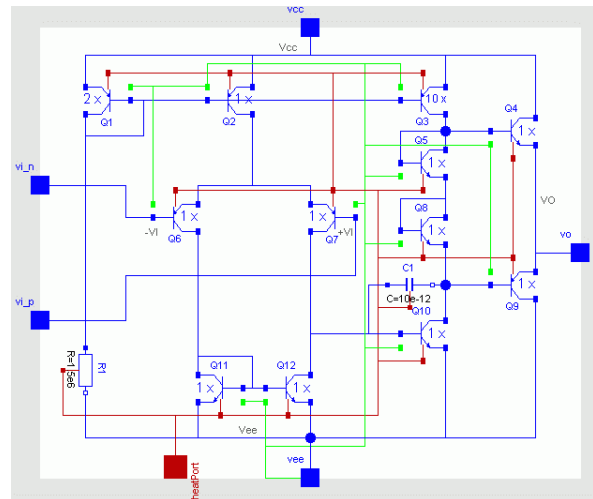 vcc
Vcc
2 x
1 x
10 x
Q4
Q1
Q2
Q3
Q5
1 x
1 x
vi_n
VO
Q8
vo
-VI
1 x
Q6
1 x
Q7
+VI
1 x
C1
vi_p
C=10e-12
1 x
Q9
Q10
1 x
R=1.5e6
R1
Q11
Q12
1 x
1 x
Vee
vee
heatPort